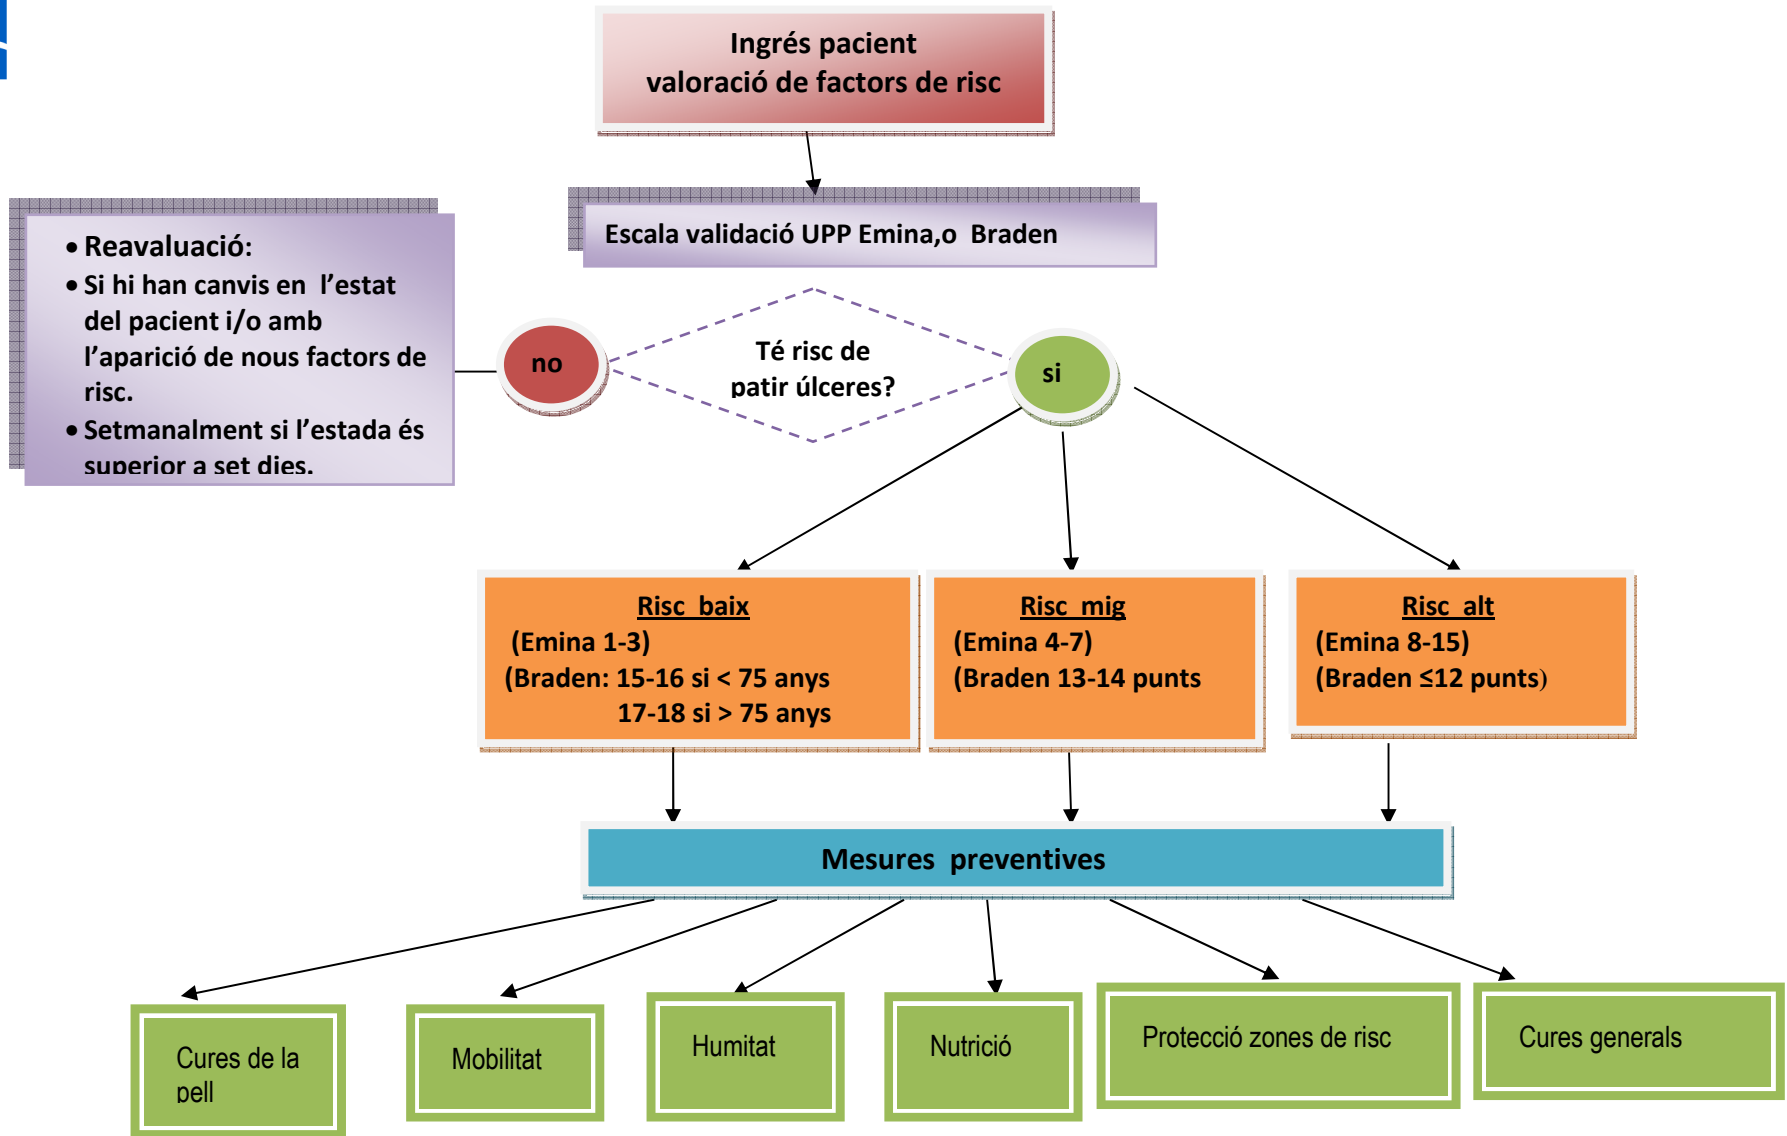 Ingrés pacient
valoració de factors de risc
Escala validació UPP Emina,o Braden
• Reavaluació:
• Si hi han canvis en l’estat
del pacient i/o amb
l’aparició de nous factors de
risc.
• Setmanalment si l’estada és
superior a set dies.
no
Té risc de
patir úlceres?
si
Risc baix
(Emina 1-3)
(Braden: 15-16 si < 75 anys
17-18 si > 75 anys
Risc mig
(Emina 4-7)
(Braden 13-14 punts
Risc alt
(Emina 8-15)
(Braden ≤12 punts)
Mesures preventives
Cures de la
pell
Mobilitat
Humitat
Nutrició
Protecció zones de risc
Cures generals